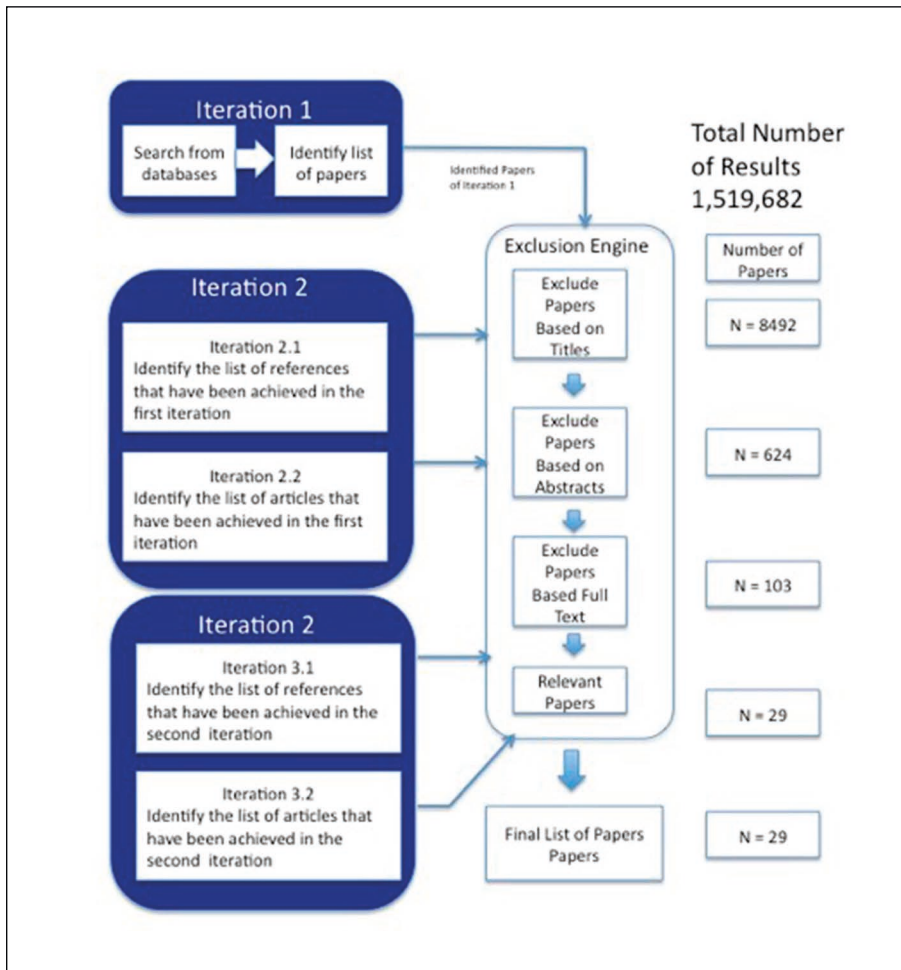 Iteration 1
Search from
databases
Identify list
of papers
Identified Papers
of Iteration 1
Total Number
of Results
1,519,682
Iteration 2
Iteration 2.1
Identify the list of references
that have been achieved in the
first iteration
Iteration 2.2
Identify the list of articles that
have been achieved in the first
iteration
Iteration 2
Iteration 3.1
Identify the list of references
that have been achieved in the
second iteration
Iteration 3.2
Identify the list of articles that
have been achieved in the
second iteration
Exclusion Engine
Exclude
Papers
Based on
Titles
Exclude
Papers
Based on
Abstracts
Exclude
Papers
Based Full
Text
Relevant
Papers
Final List of Papers
Papers
Number of
Papers
N = 8492
N = 624
N = 103
N = 29
N = 29